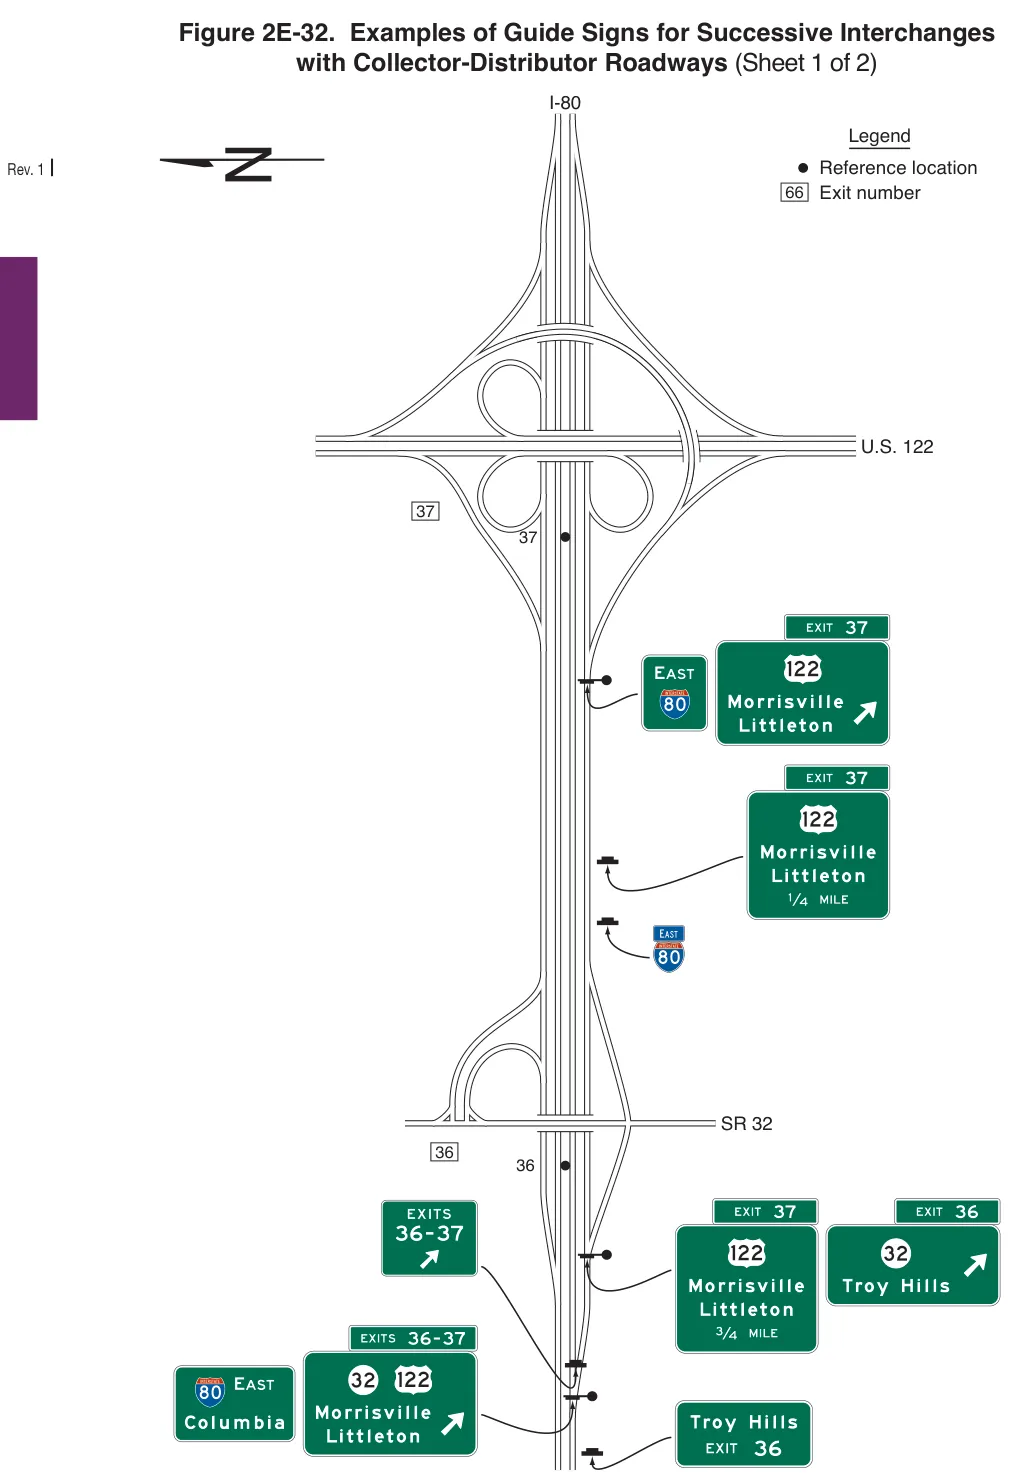 Figure 2E-32. Examples of Guide Signs for Successive Interchanges
with Collector-Distributor Roadways (Sheet 1 of 2)
I-80
Legend
Reference location
66 Exit number
Rev. 1
N
U.S. 122
37
37
EXIT 37
122
Morrisville
Littleton
EAST
INTERSTATE
80
EXIT 37
122
Morrisville
Littleton
1/4 MILE
EAST
INTERSTATE
80
SR 32
36
36
EXITS
36-37
EXIT 37
122
Morrisville
Littleton
3/4 MILE
EXIT 36
32
Troy Hills
EXITS 36-37
32 122
Morrisville
Littleton
INTERSTATE
80 EAST
Columbia
Troy Hills
EXIT 36